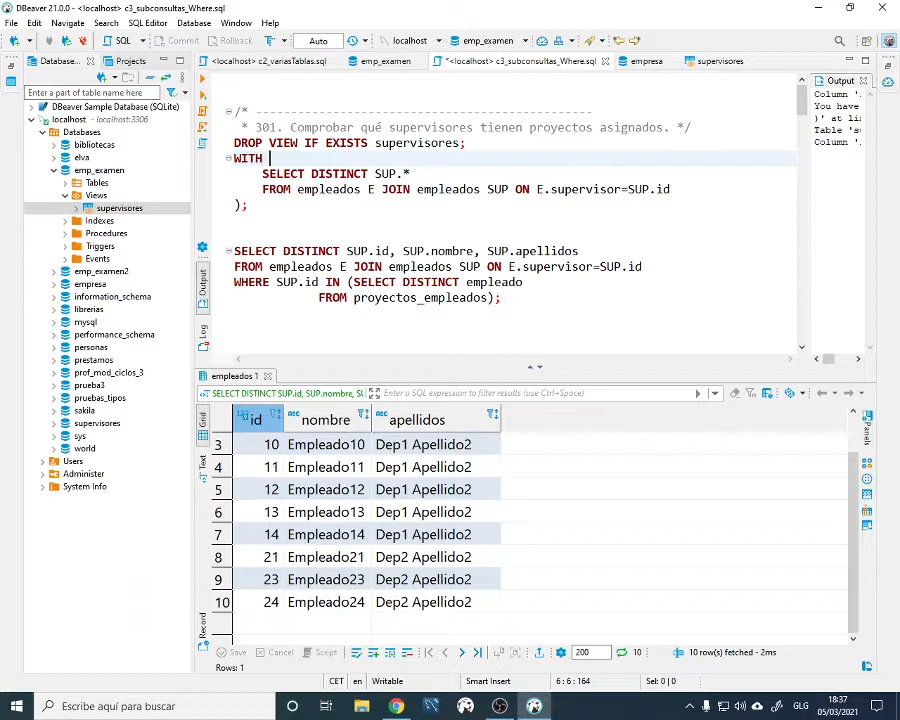 DBeaver 21.0.0 - <localhost> c3_subconsultas_Where.sql
File Edit Navigate Search SQL Editor Database Window Help
SQL Commit Rollback T Auto localhost emp_examen
Database... Projects <localhost> c2_variasTablas.sql emp_examen *<localhost> c3_subconsultas_Where.sql empresa supervisores Output
Enter a part of table name here
DBeaver Sample Database (SQLite)
localhost :3306
Databases
bibliotecas
elva
emp_examen
Tables
Views
supervisores
Indexes
Procedures
Triggers
Events
emp_examen2
empresa
information_schema
librerias
mysql
performance_schema
personas
prestamos
prof_mod_ciclos_3
prueba3
pruebas_tipos
sakila
supervisores
sys
world
Users
Administer
System Info
/* ------------------------------------------------
* 301. Comprobar qué supervisores tienen proyectos asignados. */
DROP VIEW IF EXISTS supervisores;
WITH
SELECT DISTINCT SUP.*
FROM empleados E JOIN empleados SUP ON E.supervisor=SUP.id
);
SELECT DISTINCT SUP.id, SUP.nombre, SUP.apellidos
FROM empleados E JOIN empleados SUP ON E.supervisor=SUP.id
WHERE SUP.id IN (SELECT DISTINCT empleado
FROM proyectos_empleados);
Output
Log
Column '.
You have
)' at lin
Table 'su
Column '.
empleados 1
SELECT DISTINCT SUP.id, SUP.nombre, SU Enter a SQL expression to filter results (use Ctrl+Space)
Grid
Text
Record
Panels
id nombre apellidos
3 10 Empleado10 Dep1 Apellido2
4 11 Empleado11 Dep1 Apellido2
5 12 Empleado12 Dep1 Apellido2
6 13 Empleado13 Dep1 Apellido2
7 14 Empleado14 Dep1 Apellido2
8 21 Empleado21 Dep2 Apellido2
9 23 Empleado23 Dep2 Apellido2
10 24 Empleado24 Dep2 Apellido2
Save Cancel Script 200 10 10 row(s) fetched - 2ms
Rows: 1
CET en Writable Smart Insert 6 : 6 : 164 Sel: 0 | 0
Escribe aquí para buscar
GLG
18:37
05/03/2021